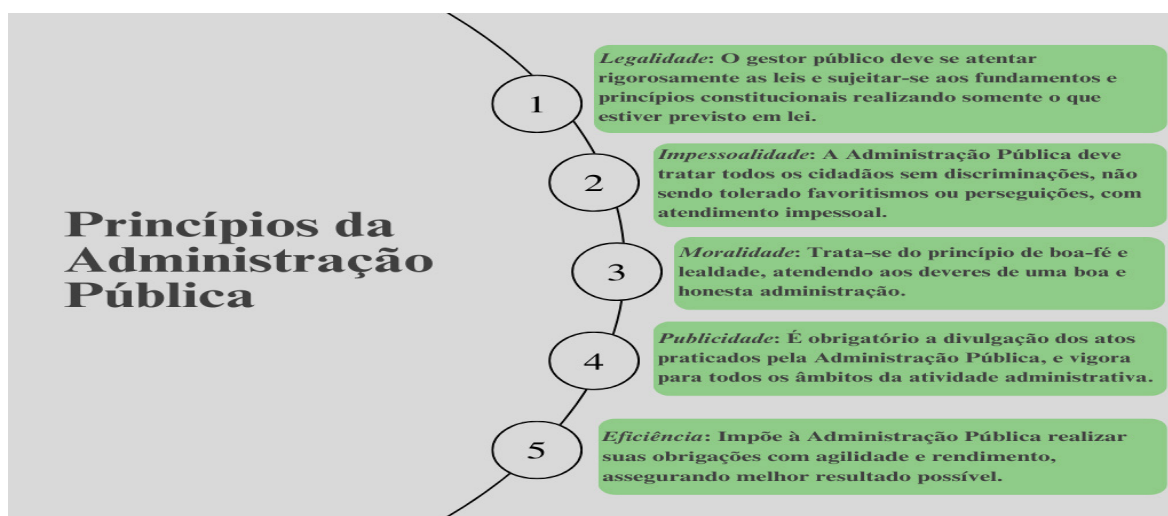 Princípios da
Administração
Pública
1
Legalidade: O gestor público deve se atentar
rigorosamente as leis e sujeitar-se aos fundamentos e
princípios constitucionais realizando somente o que
estiver previsto em lei.
2
Impessoalidade: A Administração Pública deve
tratar todos os cidadãos sem discriminações, não
sendo tolerado favoritismos ou perseguições, com
atendimento impessoal.
3
Moralidade: Trata-se do princípio de boa-fé e
lealdade, atendendo aos deveres de uma boa e
honesta administração.
4
Publicidade: É obrigatório a divulgação dos atos
praticados pela Administração Pública, e vigora
para todos os âmbitos da atividade administrativa.
5
Eficiência: Impõe à Administração Pública realizar
suas obrigações com agilidade e rendimento,
assegurando melhor resultado possível.